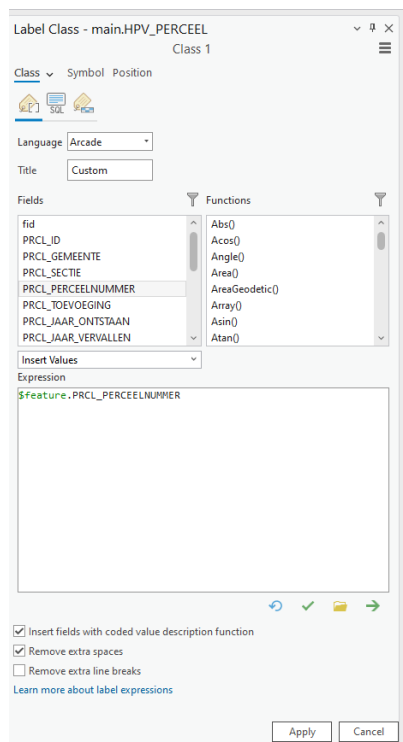 Label Class - main.HPV_PERCEEL
Class 1
Class Symbol Position
SQL
Language Arcade
Title Custom
Fields Functions
fid Abs()
PRCL_ID Acos()
PRCL_GEMEENTE Angle()
PRCL_SECTIE Area()
PRCL_PERCEELNUMMER AreaGeodetic()
PRCL_TOEVOEGING Array()
PRCL_JAAR_ONTSTAAN Asin()
PRCL_JAAR_VERVALLEN Atan()
Insert Values
Expression
$feature.PRCL_PERCEELNUMMER
Insert fields with coded value description function
Remove extra spaces
Remove extra line breaks
Learn more about label expressions
Apply Cancel